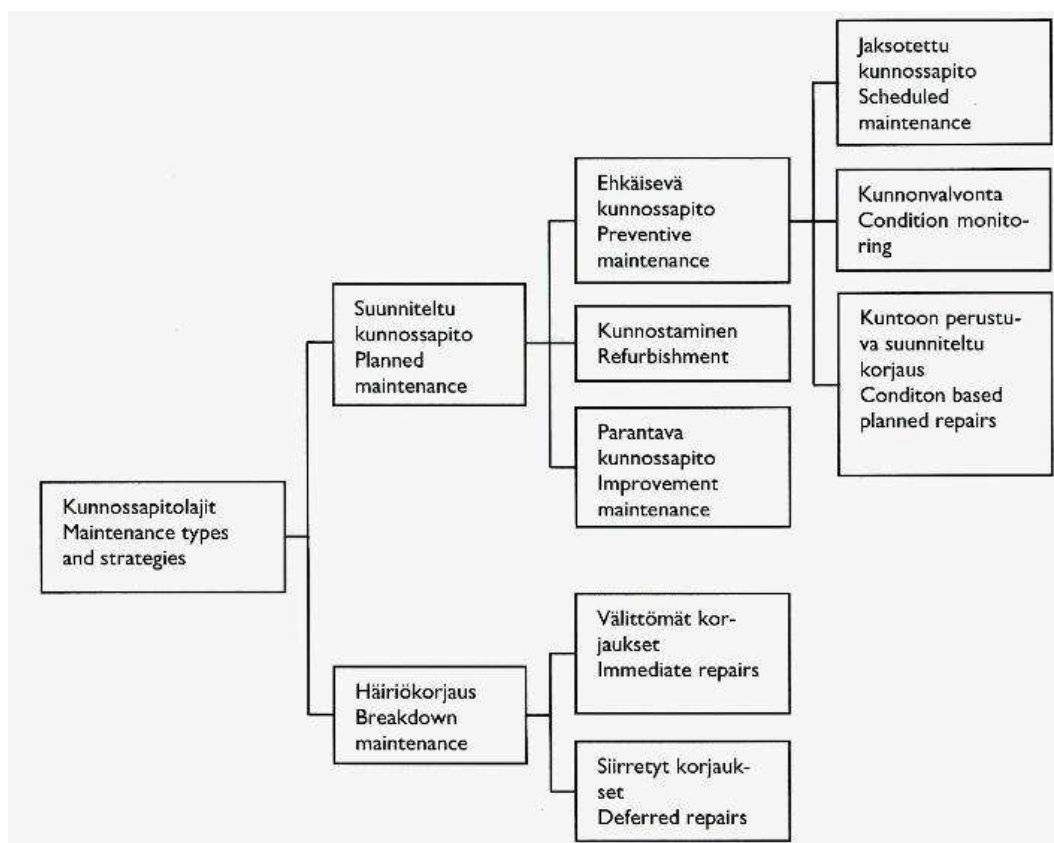 Jaksotettu
kunnossapito
Scheduled
maintenance
Ehkäisevä
kunnossapito
Preventive
maintenance
Kunnonvalvonta
Condition monito-
ring
Suunniteltu
kunnossapito
Planned
maintenance
Kunnostaminen
Refurbishment
Kuntoon perustu-
va suunniteltu
korjaus
Conditon based
planned repairs
Parantava
kunnossapito
Improvement
maintenance
Kunnossapitolajit
Maintenance types
and strategies
Välittömät kor-
jaukset
Immediate repairs
Häiriökorjaus
Breakdown
maintenance
Siirretyt korjauk-
set
Deferred repairs